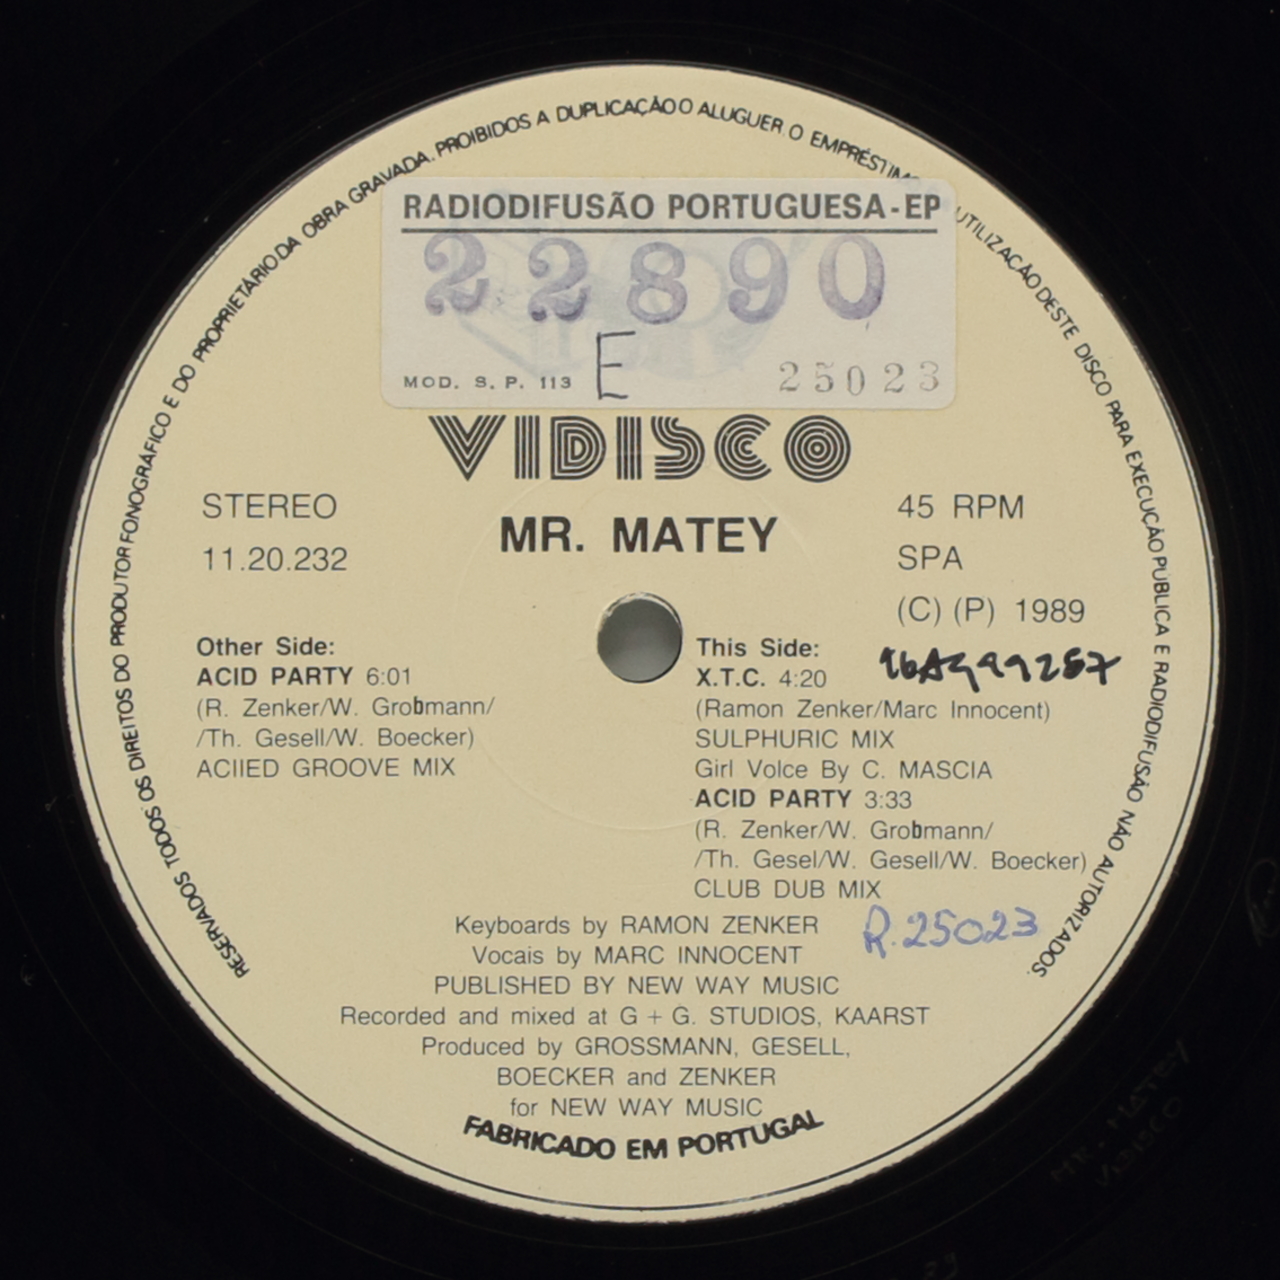 RESERVADOS TODOS OS DIREITOS DO PRODUTOR FONOGRÁFICO E DO PROPRIETÁRIO DA OBRA GRAVADA. PROIBIDOS A DUPLICAÇÃO O ALUGUER O EMPRÉSTIMO UTILIZAÇÃO DESTE DISCO PARA EXECUÇÃO PUBLICA E RADIODIFUSÃO NÃO AUTORIZADOS.
RADIODIFUSÃO PORTUGUESA-EP
22890
MOD. S. P. 113 E 25023
VIDISCO
STEREO
11.20.232
MR. MATEY
45 RPM
SPA
(C) (P) 1989
Other Side:
ACID PARTY 6:01
(R. Zenker/W. Grobmann/
/Th. Gesell/W. Boecker)
ACIIED GROOVE MIX
This Side:
X.T.C. 4:20
(Ramon Zenker/Marc Innocent)
SULPHURIC MIX
Girl Volce By C. MASCIA
ACID PARTY 3:33
(R. Zenker/W. Grobmann/
/Th. Gesel/W. Gesell/W. Boecker)
CLUB DUB MIX
R.25023
Keyboards by RAMON ZENKER
Vocais by MARC INNOCENT
PUBLISHED BY NEW WAY MUSIC
Recorded and mixed at G + G. STUDIOS, KAARST
Produced by GROSSMANN, GESELL,
BOECKER and ZENKER
for NEW WAY MUSIC
FABRICADO EM PORTUGAL
MR. MATEY
VIDISCO